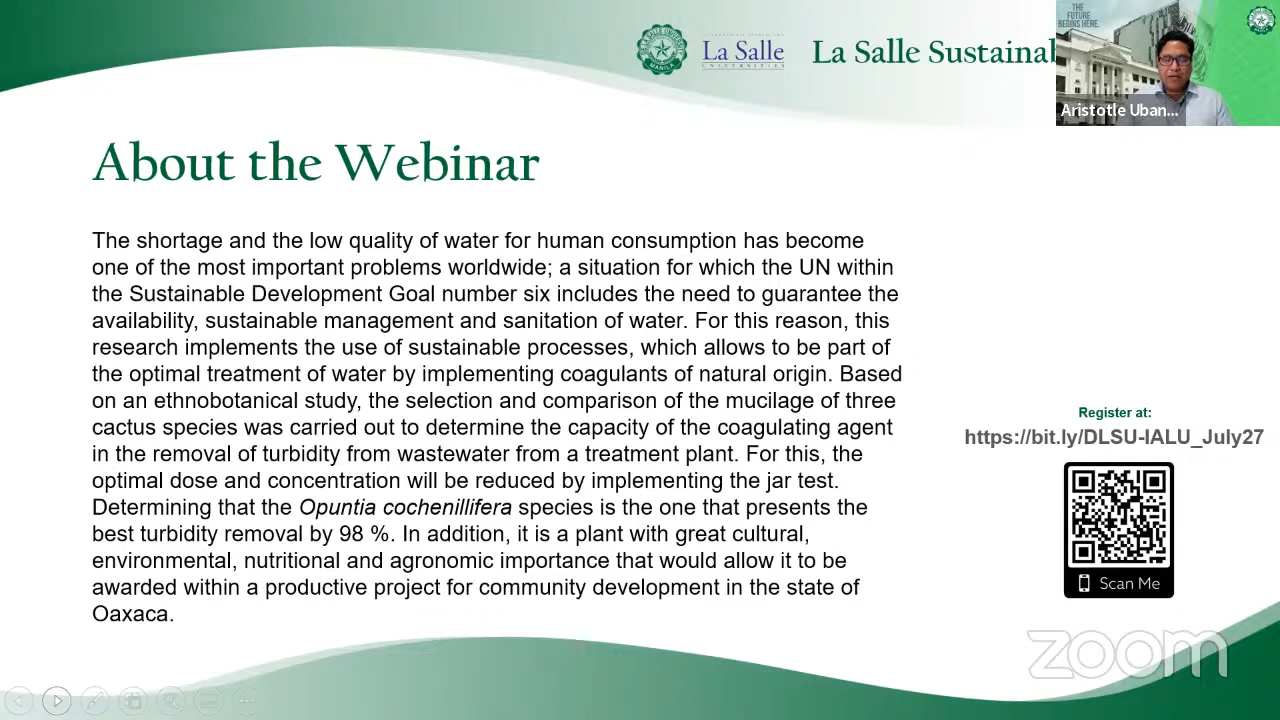 THE
FUTURE
BEGINS HERE.
La Salle
UNIVERSITIES
La Salle Sustainab
Aristotle Uban...
About the Webinar
The shortage and the low quality of water for human consumption has become
one of the most important problems worldwide; a situation for which the UN within
the Sustainable Development Goal number six includes the need to guarantee the
availability, sustainable management and sanitation of water. For this reason, this
research implements the use of sustainable processes, which allows to be part of
the optimal treatment of water by implementing coagulants of natural origin. Based
on an ethnobotanical study, the selection and comparison of the mucilage of three
cactus species was carried out to determine the capacity of the coagulating agent
in the removal of turbidity from wastewater from a treatment plant. For this, the
optimal dose and concentration will be reduced by implementing the jar test.
Determining that the Opuntia cochenillifera species is the one that presents the
best turbidity removal by 98 %. In addition, it is a plant with great cultural,
environmental, nutritional and agronomic importance that would allow it to be
awarded within a productive project for community development in the state of
Oaxaca.
Register at:
https://bit.ly/DLSU-IALU_July27
Scan Me
zoom